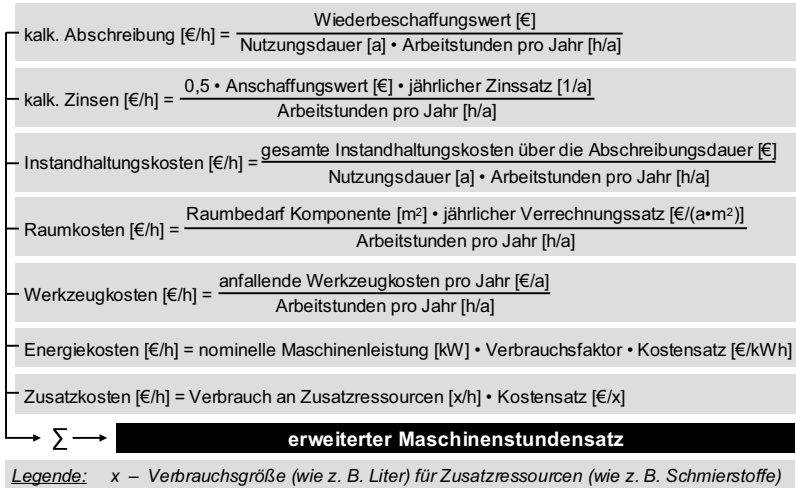 Wiederbeschaffungswert [€]
kalk. Abschreibung [€/h] =
Nutzungsdauer [a] • Arbeitstunden pro Jahr [h/a]
0,5 • Anschaffungswert [€] • jährlicher Zinssatz [1/a]
kalk. Zinsen [€/h] =
Arbeitstunden pro Jahr [h/a]
gesamte Instandhaltungskosten über die Abschreibungsdauer [€]
Instandhaltungskosten [€/h] =
Nutzungsdauer [a] • Arbeitstunden pro Jahr [h/a]
Raumbedarf Komponente [m²] • jährlicher Verrechnungssatz [€/(a•m²)]
Raumkosten [€/h] =
Arbeitstunden pro Jahr [h/a]
anfallende Werkzeugkosten pro Jahr [€/a]
Werkzeugkosten [€/h] =
Arbeitstunden pro Jahr [h/a]
Energiekosten [€/h] = nominelle Maschinenleistung [kW] • Verbrauchsfaktor • Kostensatz [€/kWh]
Zusatzkosten [€/h] = Verbrauch an Zusatzressourcen [x/h] • Kostensatz [€/x]
∑ erweiterter Maschinenstundensatz
Legende: x – Verbrauchsgröße (wie z. B. Liter) für Zusatzressourcen (wie z. B. Schmierstoffe)